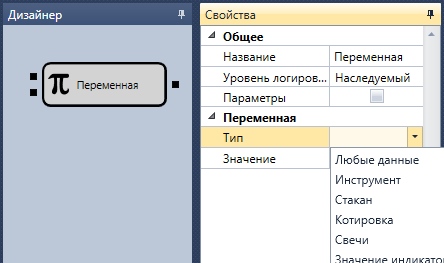 Дизайнер
Свойства
Переменная
Общее
Название Переменная
Уровень логиров... Наследуемый
Параметры
Переменная
Тип
Значение
Любые данные
Инструмент
Стакан
Котировка
Свечи
Значение индикатор